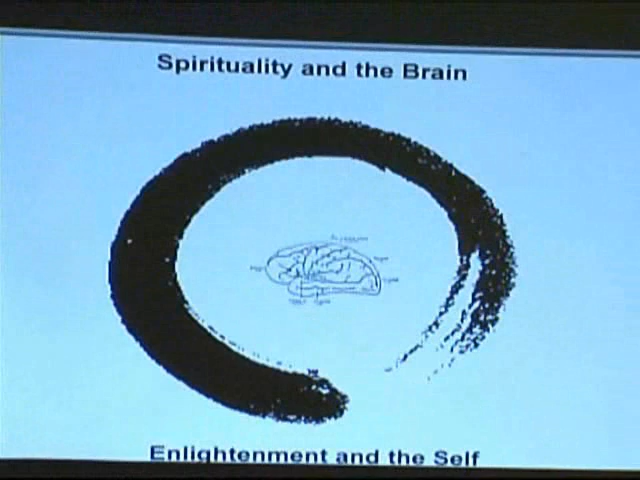 Spirituality and the Brain
Enlightenment and the Self